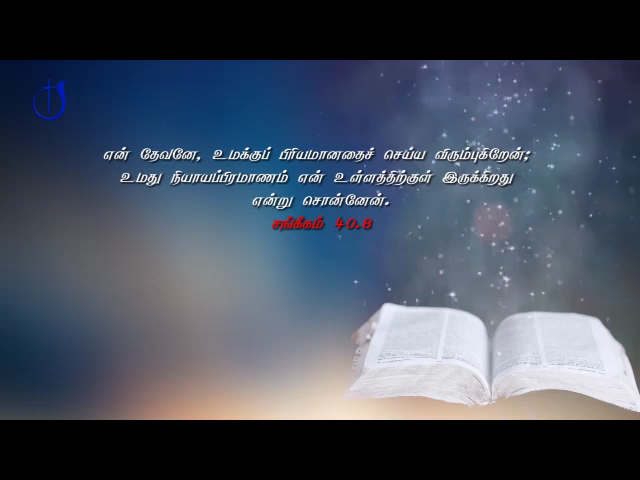 என் தேவனே, உமக்குப் பிரியமானதைச் செய்ய விரும்புகிறேன்;
உமது நியாயப்பிரமாணம் என் உள்ளத்திற்குள் இருக்கிறது
என்று சொன்னேன்.
சங்கீதம் 40.8